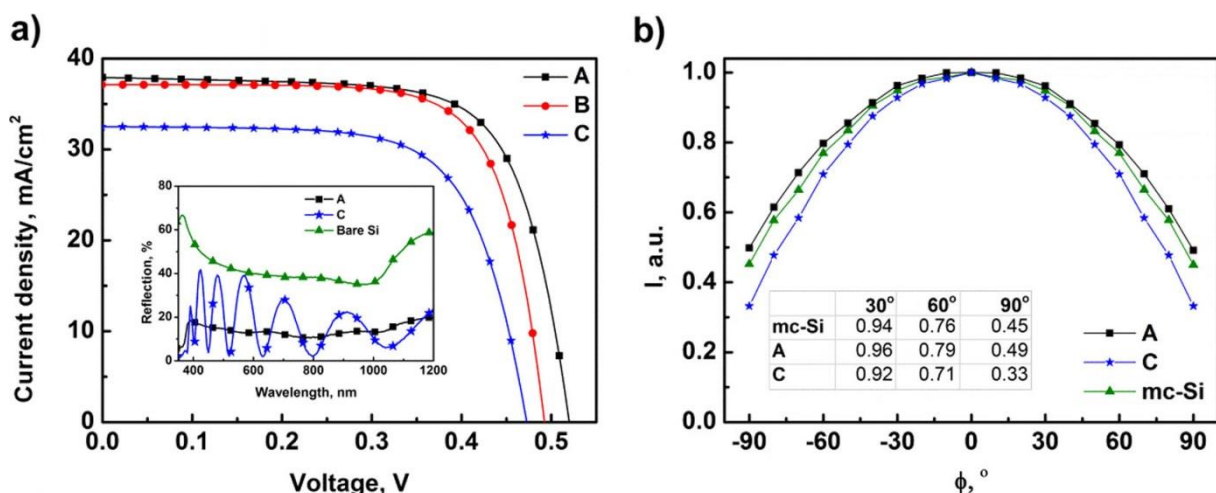 a)
Current density, mA/cm²
40
35
30
25
20
15
10
5
0
0.0 0.1 0.2 0.3 0.4 0.5
Voltage, V
A
B
C
Reflection, %
80
60
40
20
0
400 600 800 1000 1200
Wavelength, nm
A
C
Bare Si
b)
I, a.u.
1.0
0.8
0.6
0.4
0.2
0.0
-90 -60 -30 0 30 60 90
ϕ, °
30° 60° 90°
mc-Si 0.94 0.76 0.45
A 0.96 0.79 0.49
C 0.92 0.71 0.33
A
C
mc-Si